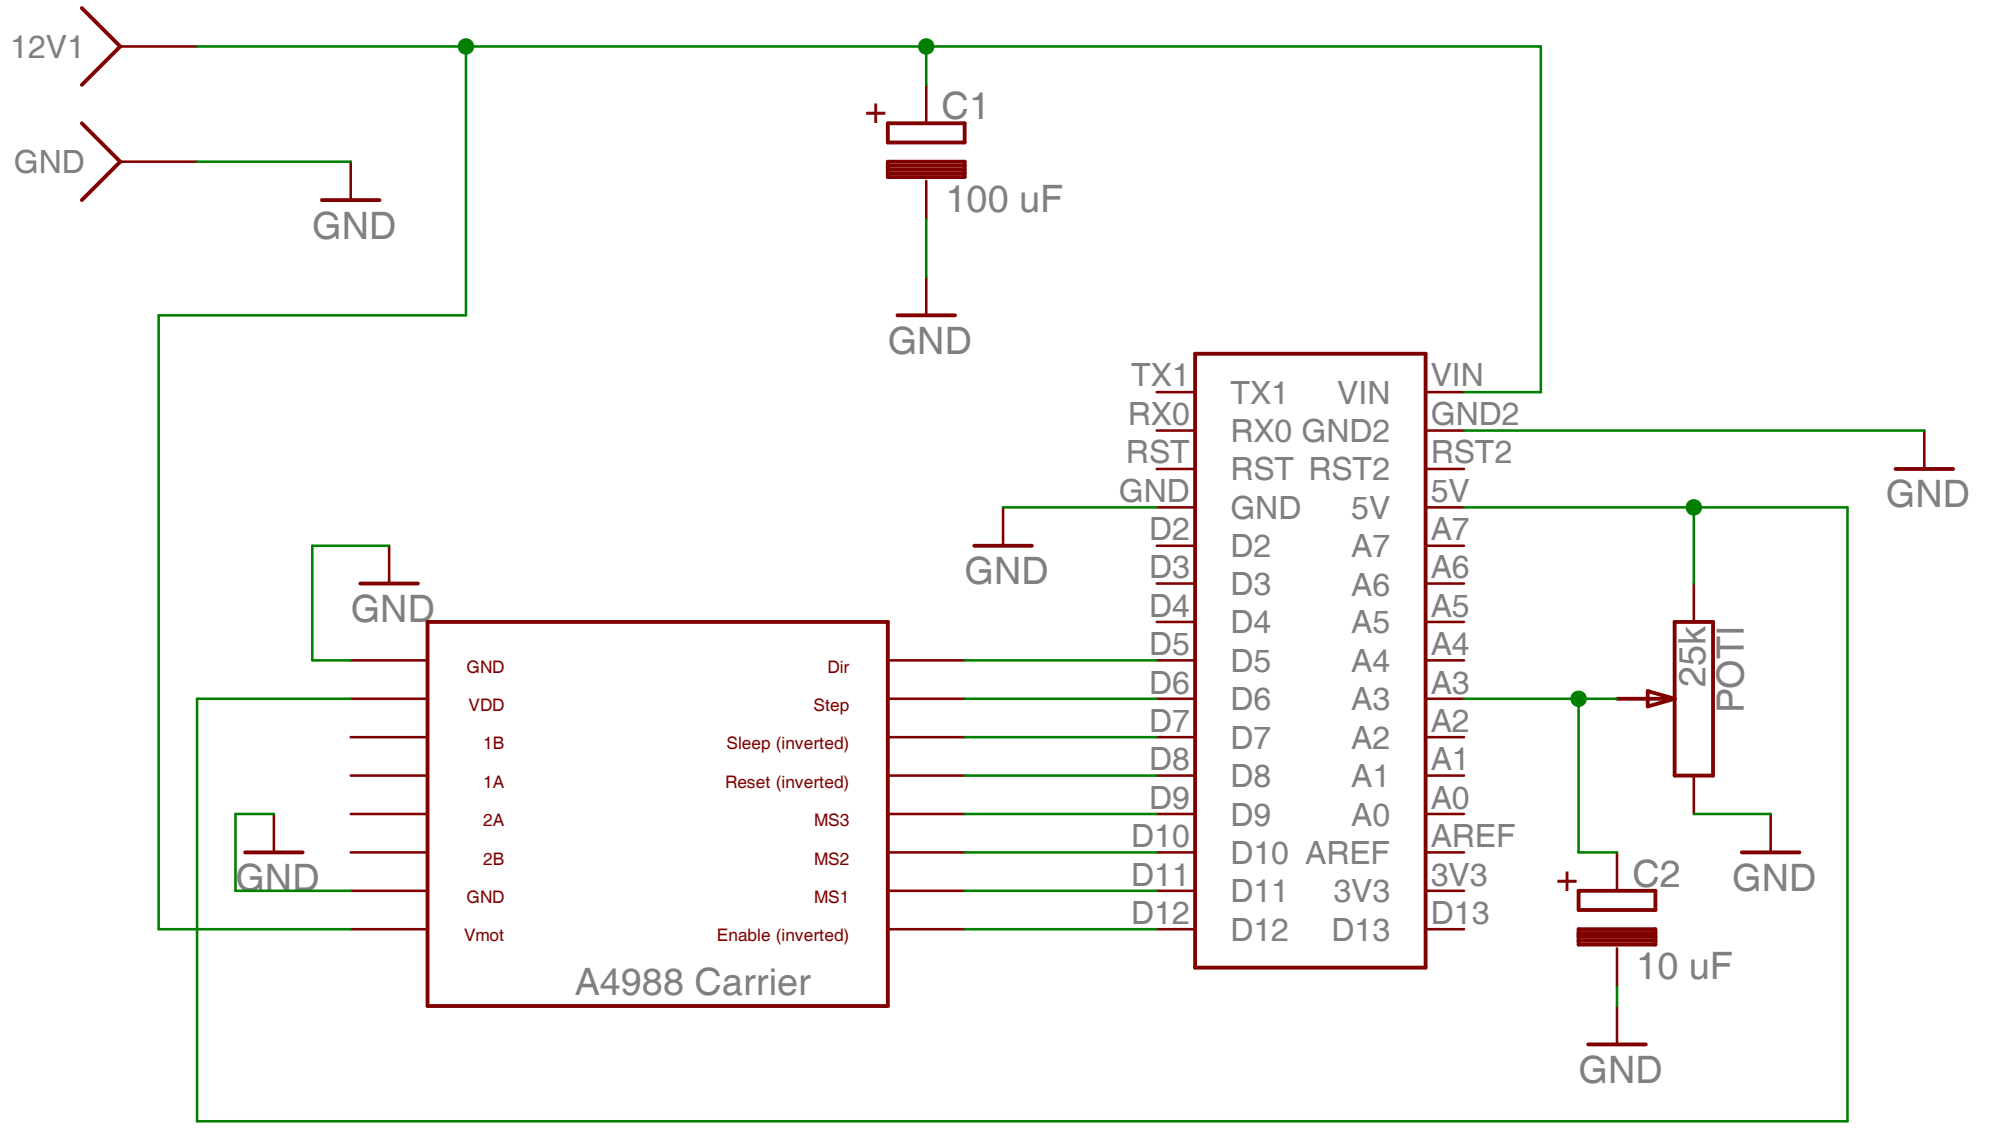 12V1
GND
GND
+
C1
100 uF
GND
TX1
RX0
RST
GND
D2
D3
D4
D5
D6
D7
D8
D9
D10
D11
D12
TX1 VIN
RX0 GND2
RST RST2
GND 5V
D2 A7
D3 A6
D4 A5
D5 A4
D6 A3
D7 A2
D8 A1
D9 A0
D10 AREF
D11 3V3
D12 D13
VIN
GND2
RST2
5V
A7
A6
A5
A4
A3
A2
A1
A0
AREF
3V3
D13
GND
GND
GND
GND Dir
VDD Step
1B Sleep (inverted)
1A Reset (inverted)
2A MS3
2B MS2
GND MS1
Vmot Enable (inverted)
A4988 Carrier
GND
25k
POTI
GND
+
C2
10 uF
GND